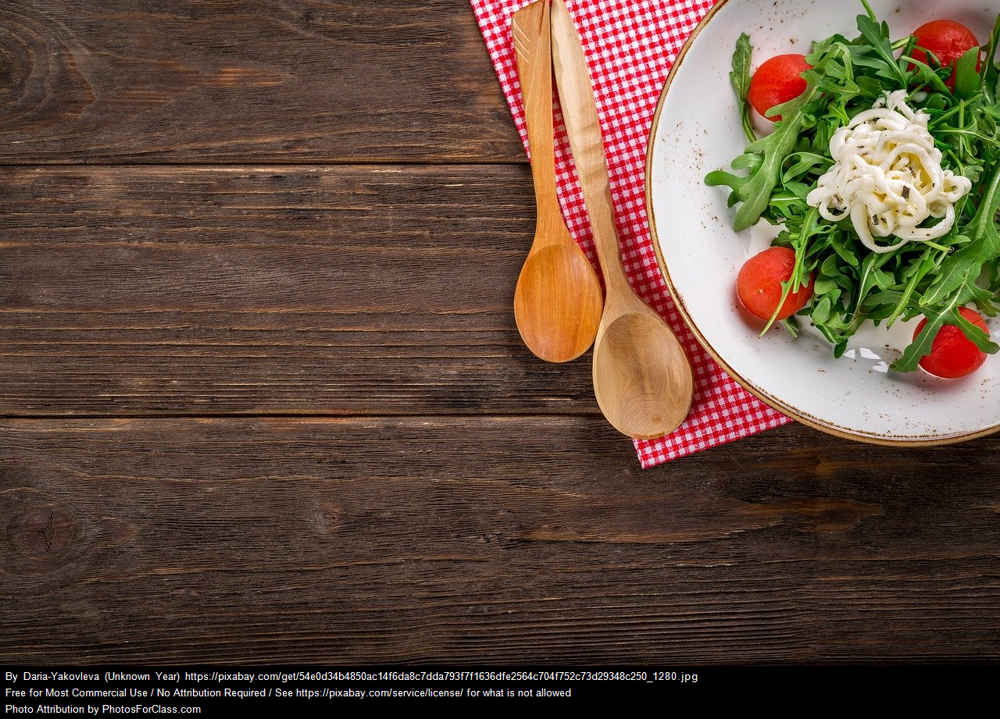 By Daria-Yakovleva (Unknown Year) https://pixabay.com/get/54e0d34b4850ac14f6da8c7dda793f7f1636dfe2564c704f752c73d29348c250_1280.jpg
Free for Most Commercial Use / No Attribution Required / See https://pixabay.com/service/license/ for what is not allowed
Photo Attribution by PhotosForClass.com